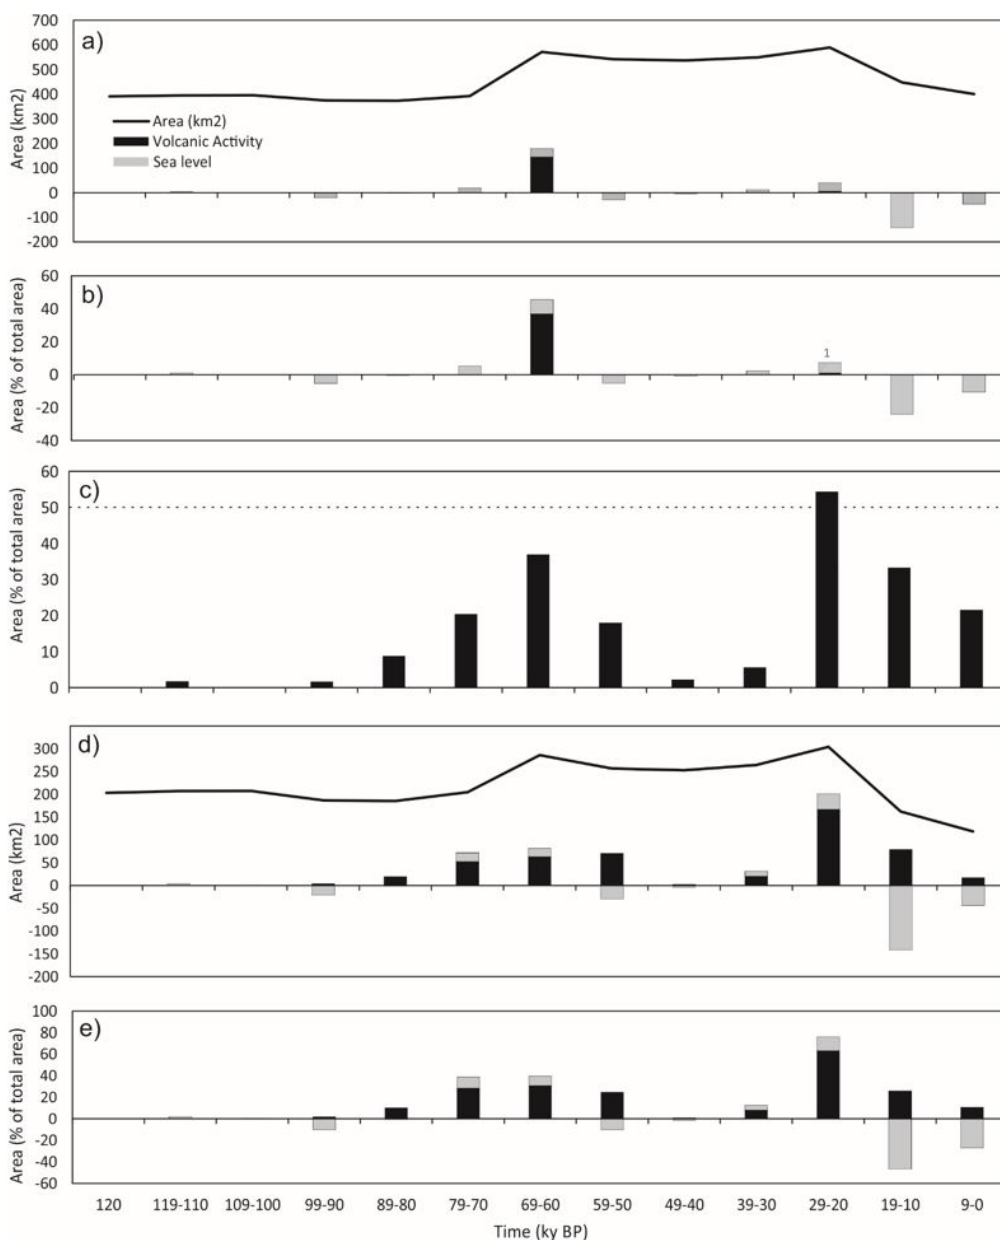 a)
Area (km2)
700
600
500
400
300
200
100
0
-100
-200
Area (km2)
Volcanic Activity
Sea level
b)
Area (% of total area)
60
40
20
0
-20
-40
1
c)
Area (% of total area)
60
50
40
30
20
10
0
d)
Area (km2)
300
250
200
150
100
50
0
-50
-100
-150
-200
e)
Area (% of total area)
100
80
60
40
20
0
-20
-40
-60
120 119-110 109-100 99-90 89-80 79-70 69-60 59-50 49-40 39-30 29-20 19-10 9-0
Time (ky BP)